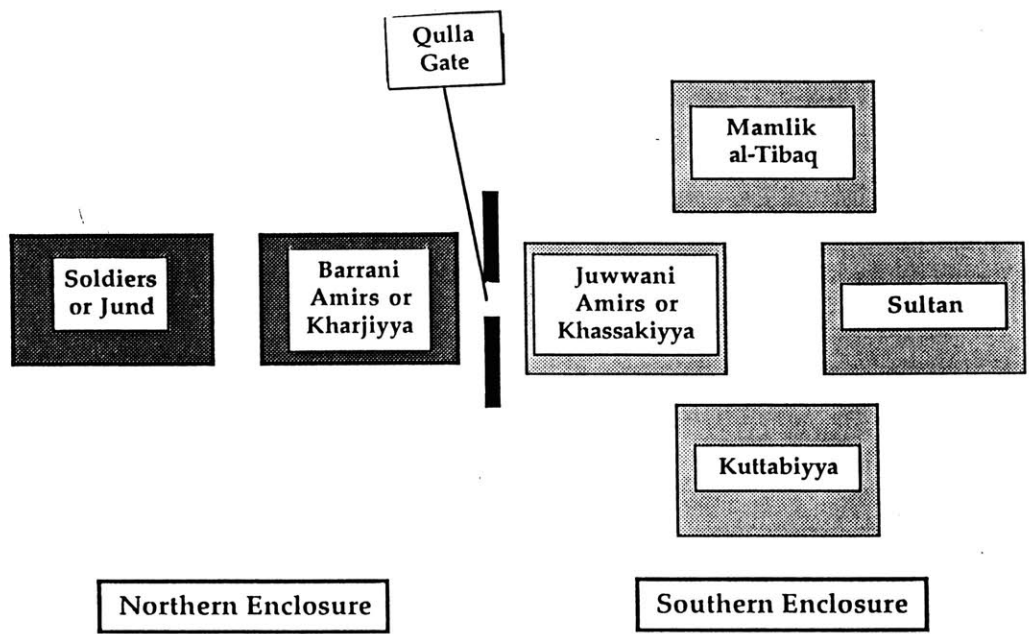 Qulla
Gate
Mamlik
al-Tibaq
Soldiers
or Jund
Barrani
Amirs or
Kharjiyya
Juwwani
Amirs or
Khassakiyya
Sultan
Kuttabiyya
Northern Enclosure
Southern Enclosure